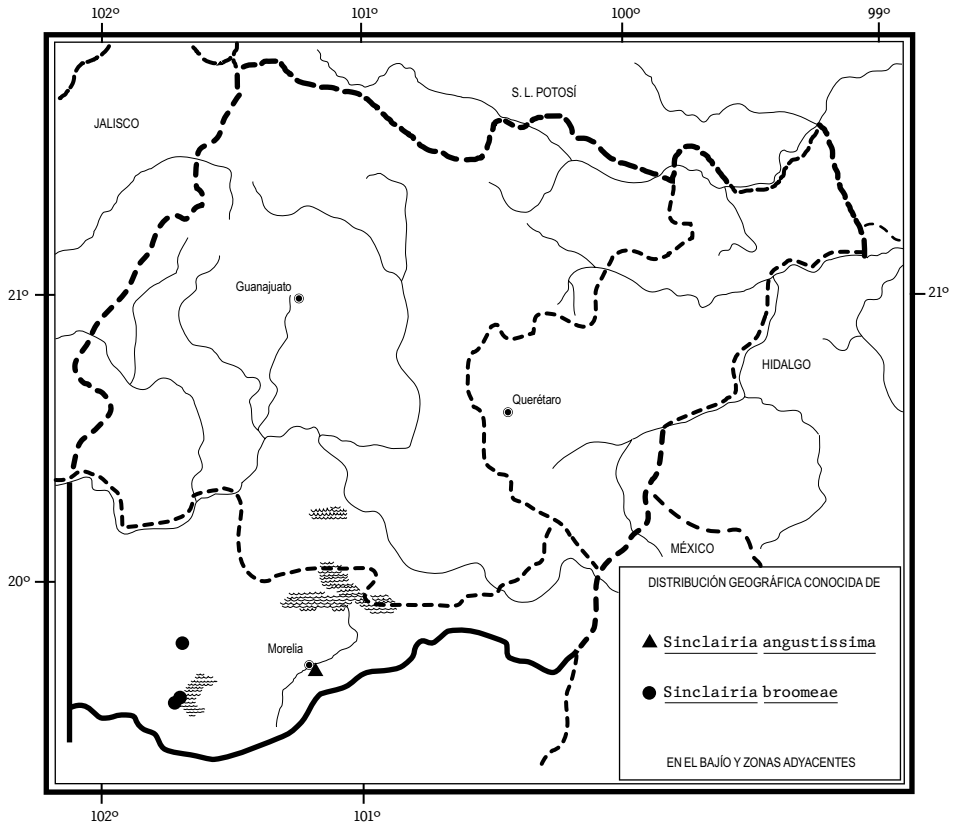 102º 101º 100º 99º
S. L. POTOSÍ
JALISCO
Guanajuato
21º 21º
HIDALGO
Querétaro
MÉXICO
20º
DISTRIBUCIÓN GEOGRÁFICA CONOCIDA DE
Sinclairia angustissima
Morelia
Sinclairia broomeae
EN EL BAJÍO Y ZONAS ADYACENTES
102º 101º